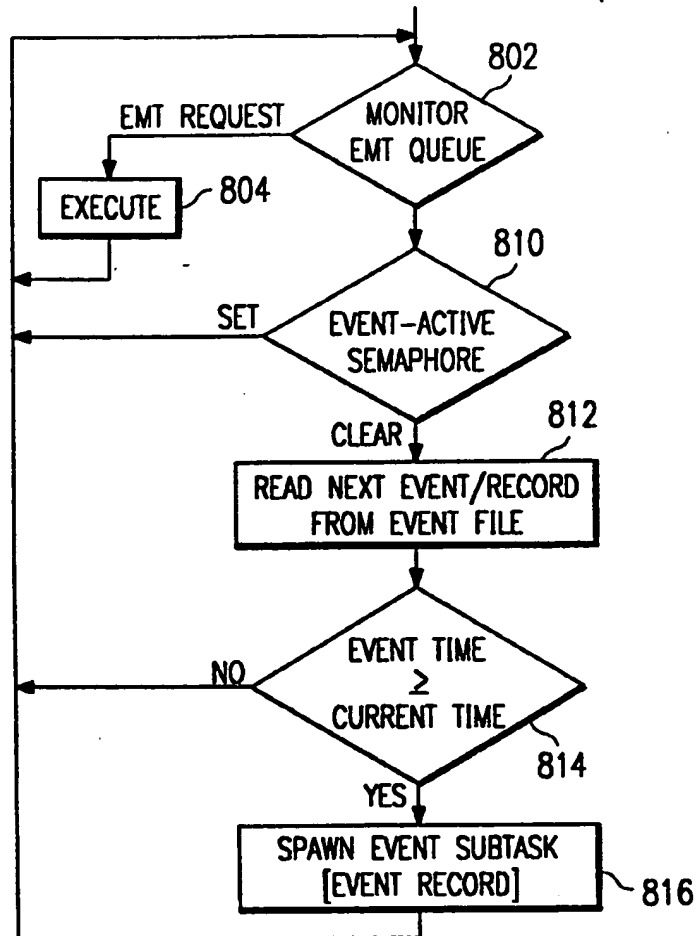 802
MONITOR
EMT QUEUE
EMT REQUEST
EXECUTE
804
810
SET
EVENT-ACTIVE
SEMAPHORE
CLEAR
812
READ NEXT EVENT/RECORD
FROM EVENT FILE
EVENT TIME
≥
CURRENT TIME
NO
814
YES
SPAWN EVENT SUBTASK
[EVENT RECORD]
816